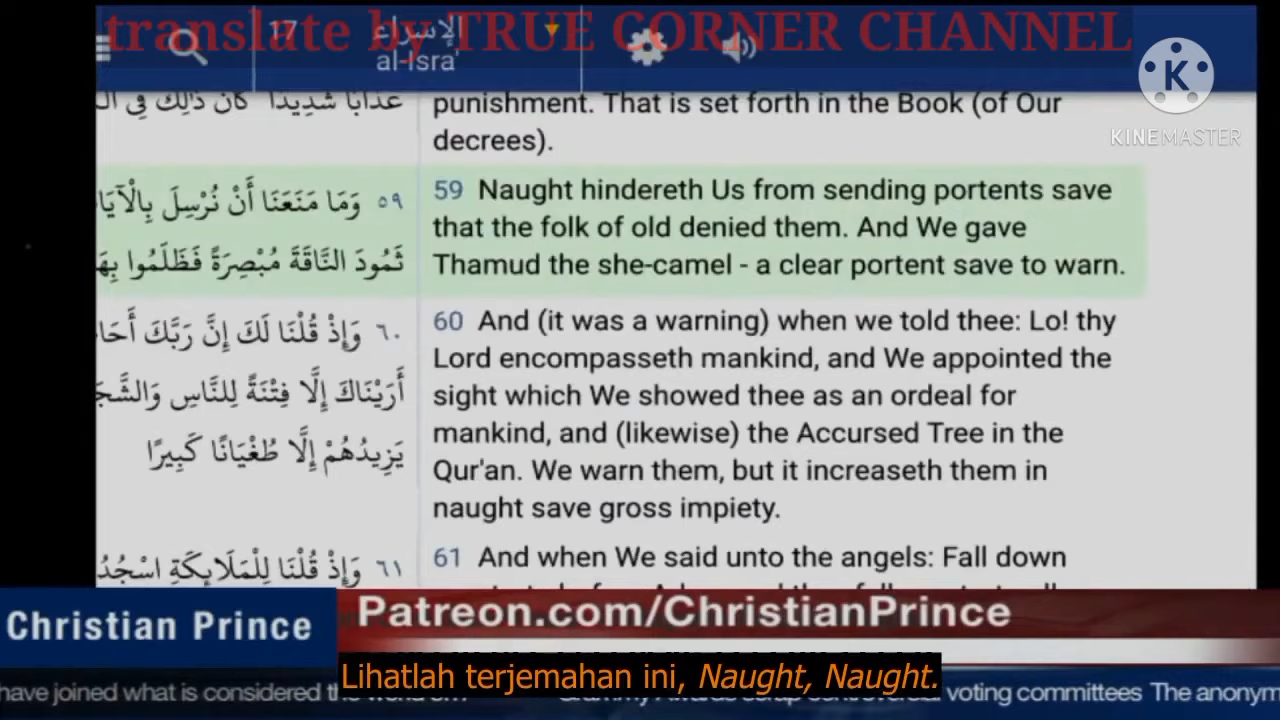 translate by TRUE CORNER CHANNEL
17
الإسراء
al-Isra'
K
KINEMASTER
عَذَابًا شَدِيدًا كَانَ ذَٰلِكَ فِي
punishment. That is set forth in the Book (of Our
decrees).
٥٩ وَمَا مَنَعَنَا أَنْ نُرْسِلَ بِالْآيَا
ثَمُودَ النَّاقَةَ مُبْصِرَةً فَظَلَمُوا بِهَ
59 Naught hindereth Us from sending portents save
that the folk of old denied them. And We gave
Thamud the she-camel - a clear portent save to warn.
٦٠ وَإِذْ قُلْنَا لَكَ إِنَّ رَبَّكَ أَحَا
أَرَيْنَاكَ إِلَّا فِتْنَةً لِلنَّاسِ وَالشَّجَ
يَزِيدُهُمْ إِلَّا طُغْيَانًا كَبِيرًا
60 And (it was a warning) when we told thee: Lo! thy
Lord encompasseth mankind, and We appointed the
sight which We showed thee as an ordeal for
mankind, and (likewise) the Accursed Tree in the
Qur'an. We warn them, but it increaseth them in
naught save gross impiety.
٦١ وَإِذْ قُلْنَا لِلْمَلَائِكَةِ اسْجُدُ
61 And when We said unto the angels: Fall down
Christian Prince
Patreon.com/ChristianPrince
Lihatlah terjemahan ini, Naught, Naught.
have joined what is considered voting committees The anonym